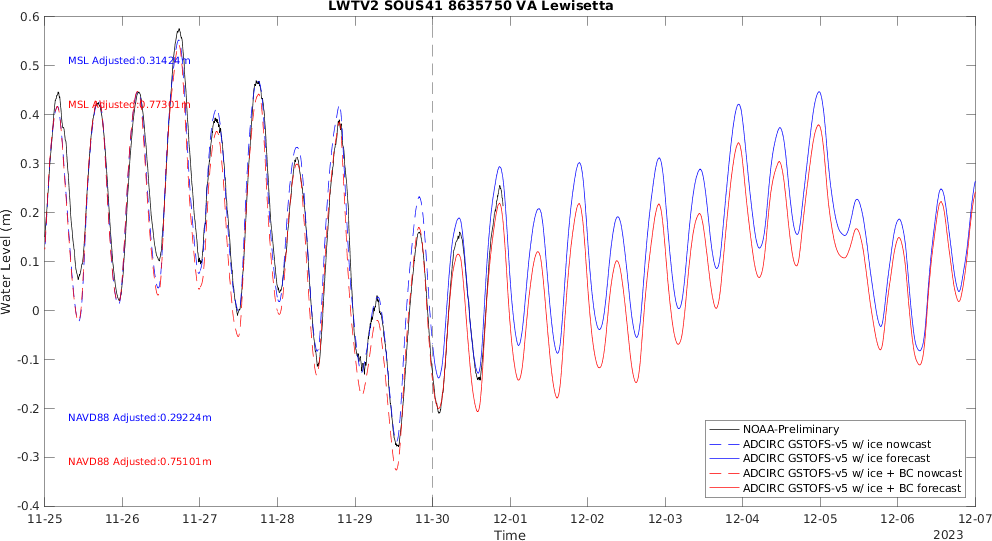 LWTV2 SOUS41 8635750 VA Lewisetta
0.6
0.5
0.4
0.3
0.2
0.1
0
-0.1
-0.2
-0.3
-0.4
Water Level (m)
MSL Adjusted:0.31424m
MSL Adjusted:0.77301m
NAVD88 Adjusted:0.29224m
NAVD88 Adjusted:0.75101m
NOAA-Preliminary
ADCIRC GSTOFS-v5 w/ ice nowcast
ADCIRC GSTOFS-v5 w/ ice forecast
ADCIRC GSTOFS-v5 w/ ice + BC nowcast
ADCIRC GSTOFS-v5 w/ ice + BC forecast
11-25 11-26 11-27 11-28 11-29 11-30 12-01 12-02 12-03 12-04 12-05 12-06 12-07
Time
2023